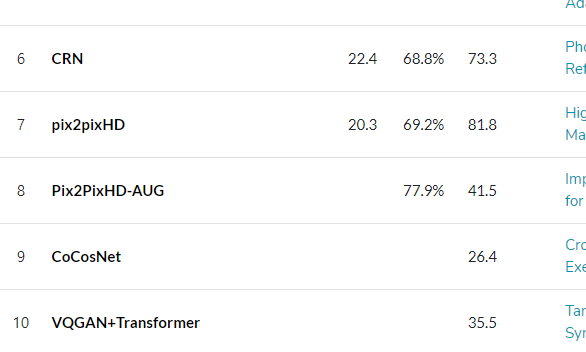 Ada
6 CRN 22.4 68.8% 73.3 Pho
Ref
7 pix2pixHD 20.3 69.2% 81.8 Hig
Ma
8 Pix2PixHD-AUG 77.9% 41.5 Imp
for
9 CoCosNet 26.4 Cro
Exe
10 VQGAN+Transformer 35.5 Tar
Syn